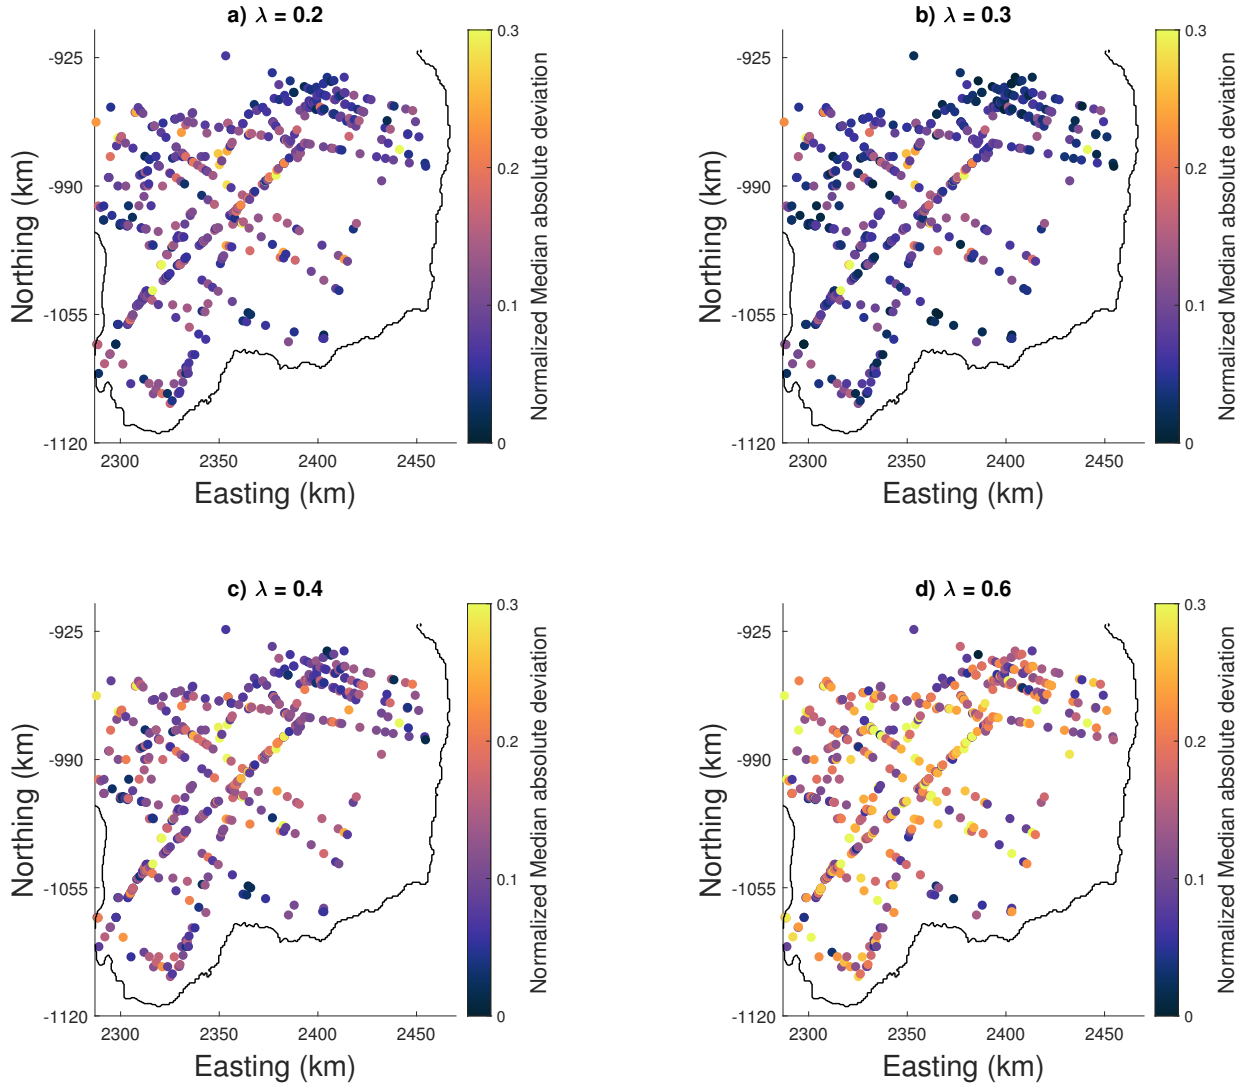 a) λ = 0.2
-925
-990
-1055
-1120
2300 2350 2400 2450
Northing (km)
Easting (km)
0.3
0.2
0.1
0
Normalized Median absolute deviation
b) λ = 0.3
-925
-990
-1055
-1120
2300 2350 2400 2450
Northing (km)
Easting (km)
0.3
0.2
0.1
0
Normalized Median absolute deviation
c) λ = 0.4
-925
-990
-1055
-1120
2300 2350 2400 2450
Northing (km)
Easting (km)
0.3
0.2
0.1
0
Normalized Median absolute deviation
d) λ = 0.6
-925
-990
-1055
-1120
2300 2350 2400 2450
Northing (km)
Easting (km)
0.3
0.2
0.1
0
Normalized Median absolute deviation